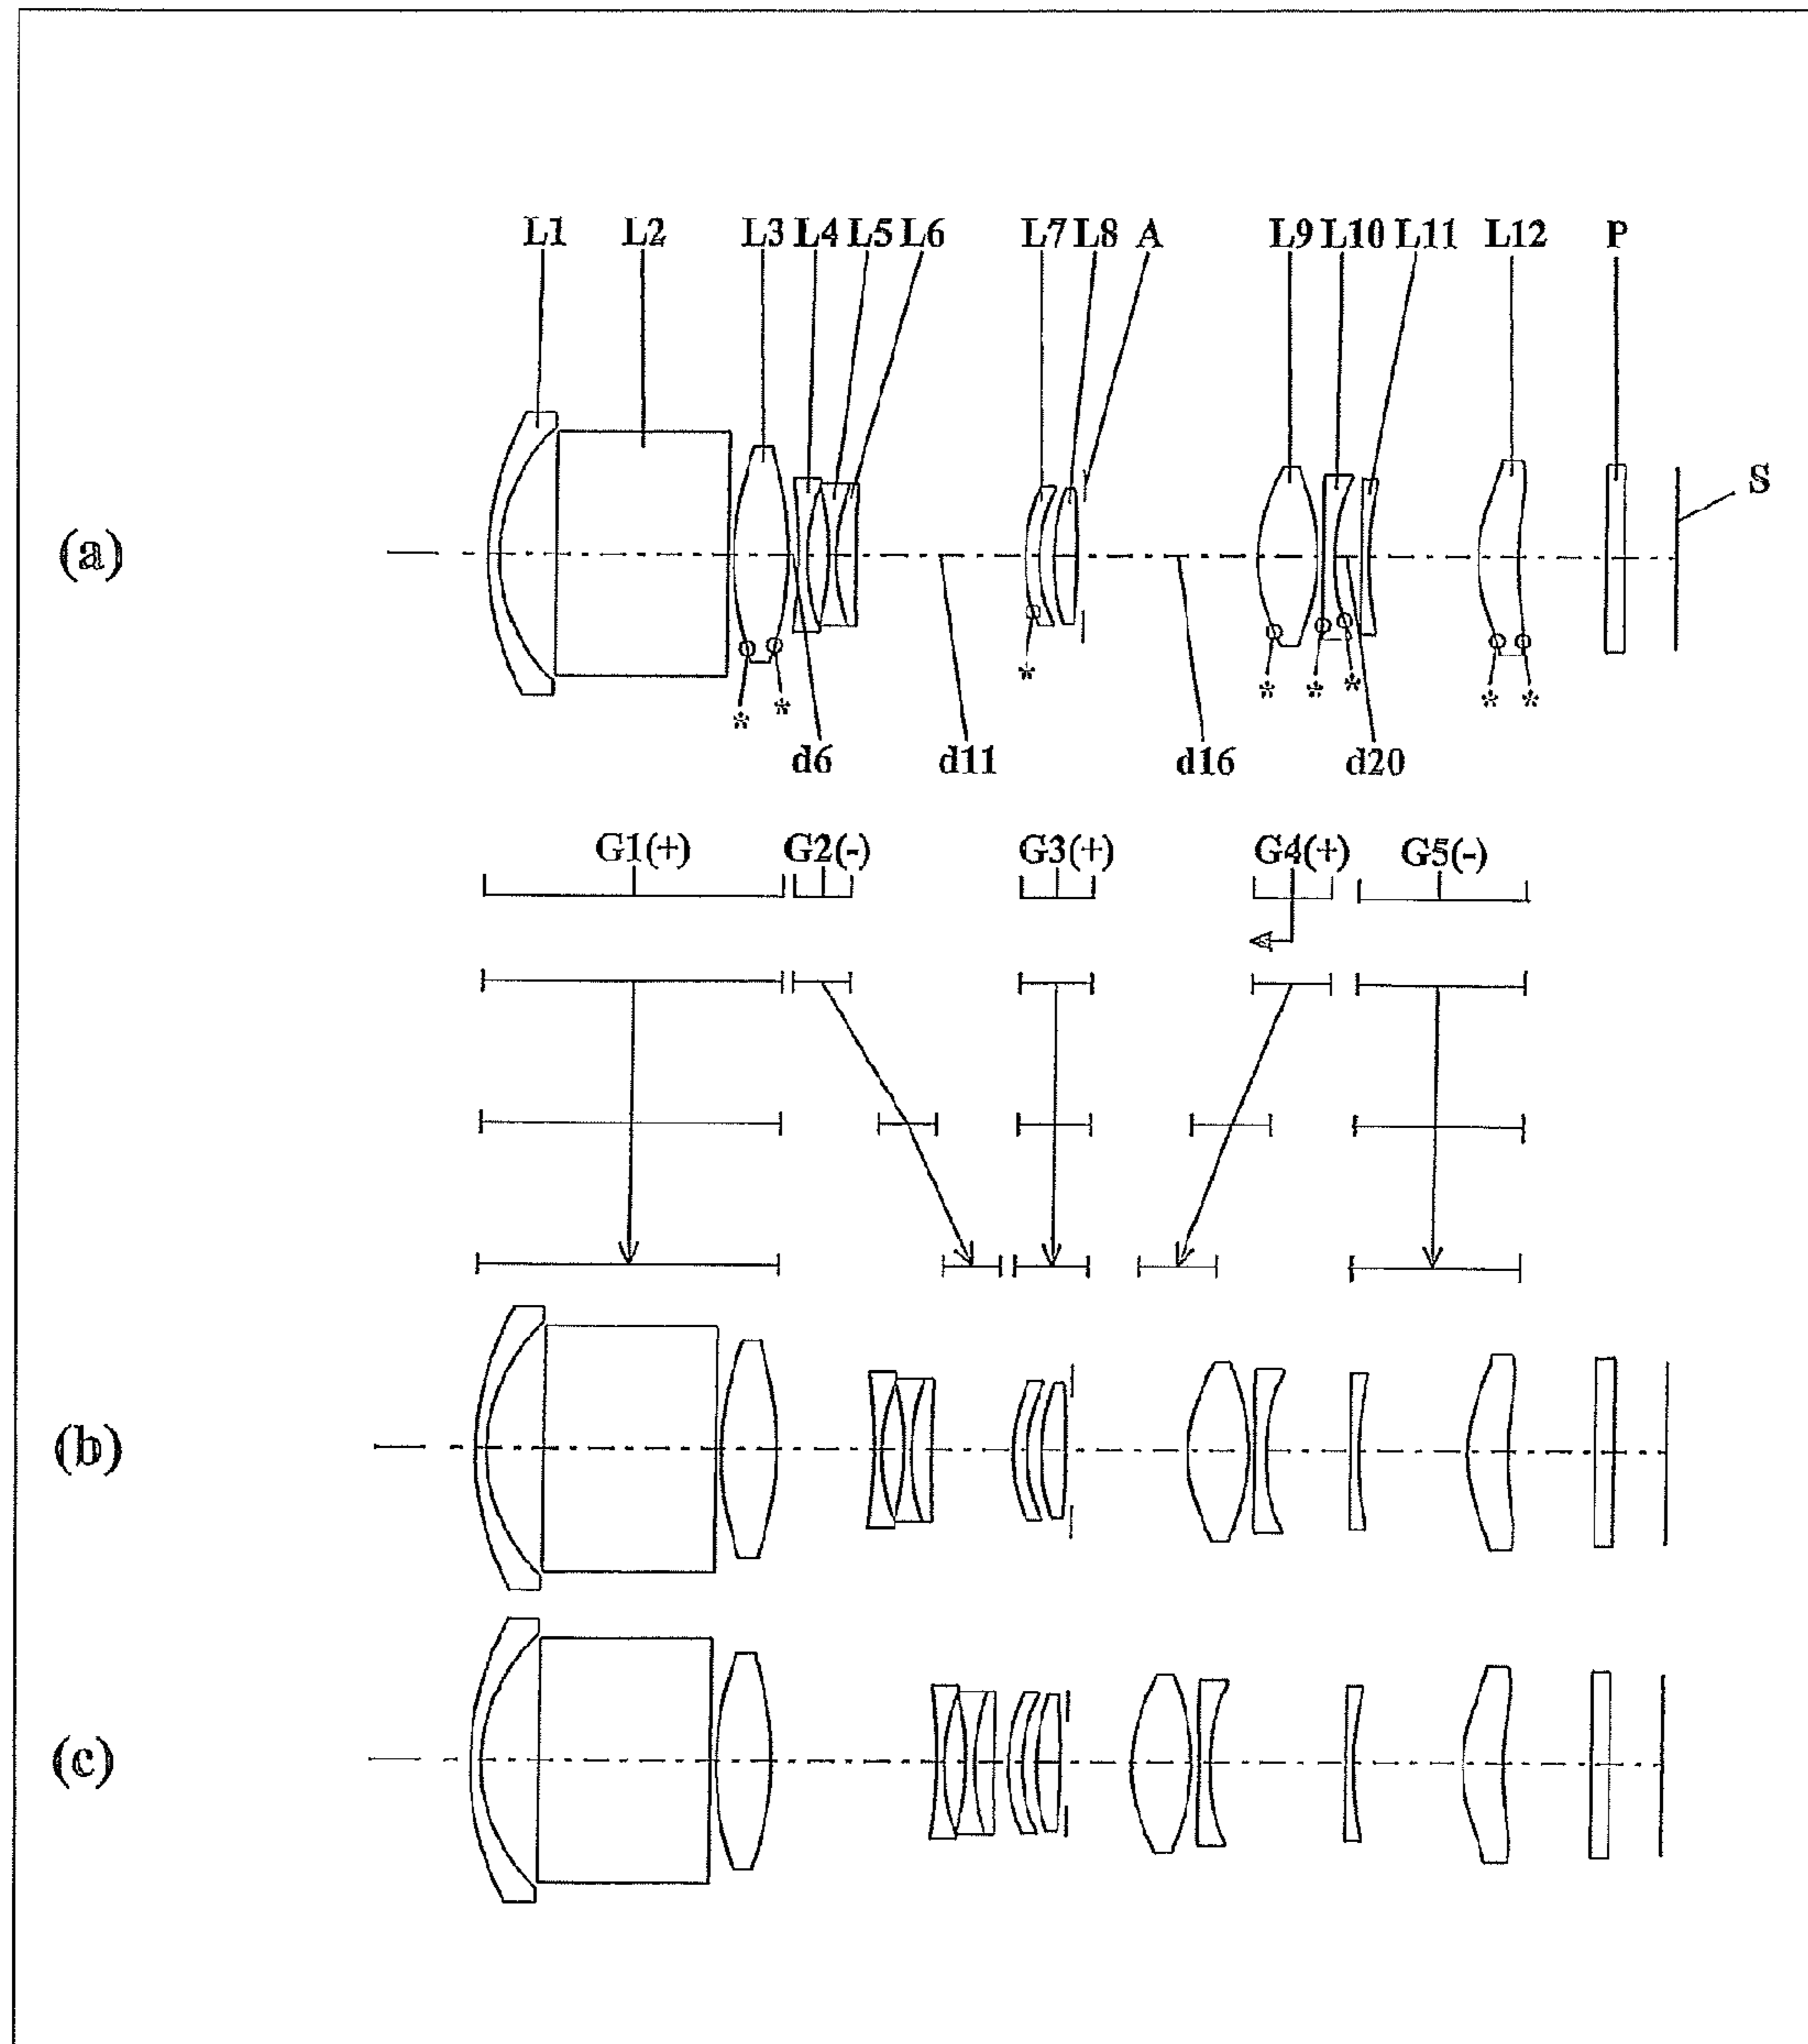 L1 L2 L3 L4 L5 L6 L7 L8 A L9 L10 L11 L12 P
S
(a)
* * * * * * * *
d6 d11 d16 d20
G1(+) G2(-) G3(+) G4(+) G5(-)
(b)
(c)